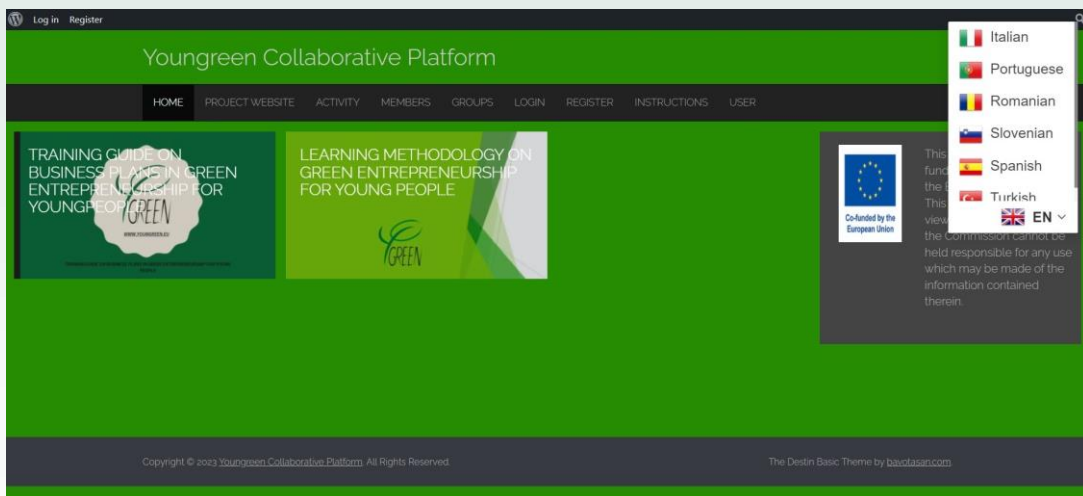 Log in Register
Youngreen Collaborative Platform
HOME PROJECT WEBSITE ACTIVITY MEMBERS GROUPS LOGIN REGISTER INSTRUCTIONS USER
Italian
Portuguese
Romanian
Slovenian
Spanish
Turkish
EN
TRAINING GUIDE ON
BUSINESS PLANS IN GREEN
ENTREPRENEURSHIP FOR
YOUNGPEOPLE
GREEN
WWW.YOUNGREEN.EU
LEARNING METHODOLOGY ON
GREEN ENTREPRENEURSHIP
FOR YOUNG PEOPLE
YGREEN
Co-funded by the
European Union
This
fund
the
This
view
the Commission cannot be
held responsible for any use
which may be made of the
information contained
therein.
Copyright © 2023 Youngreen Collaborative Platform. All Rights Reserved.
The Destin Basic Theme by bavotasan.com.